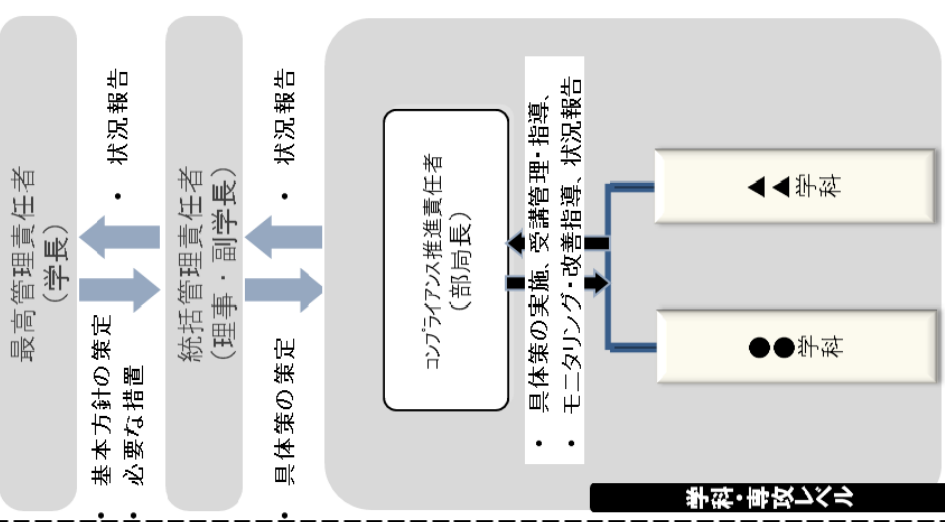 最高管理責任者
(学長)
・基本方針の策定
・必要な措置
・状況報告
統括管理責任者
(理事・副学長)
・具体策の策定
・状況報告
コンプライアンス推進責任者
(部局長)
・具体策の実施、受講管理・指導、
・モニタリング・改善指導、状況報告
●●学科
▲▲学科
学科・専攻レベル